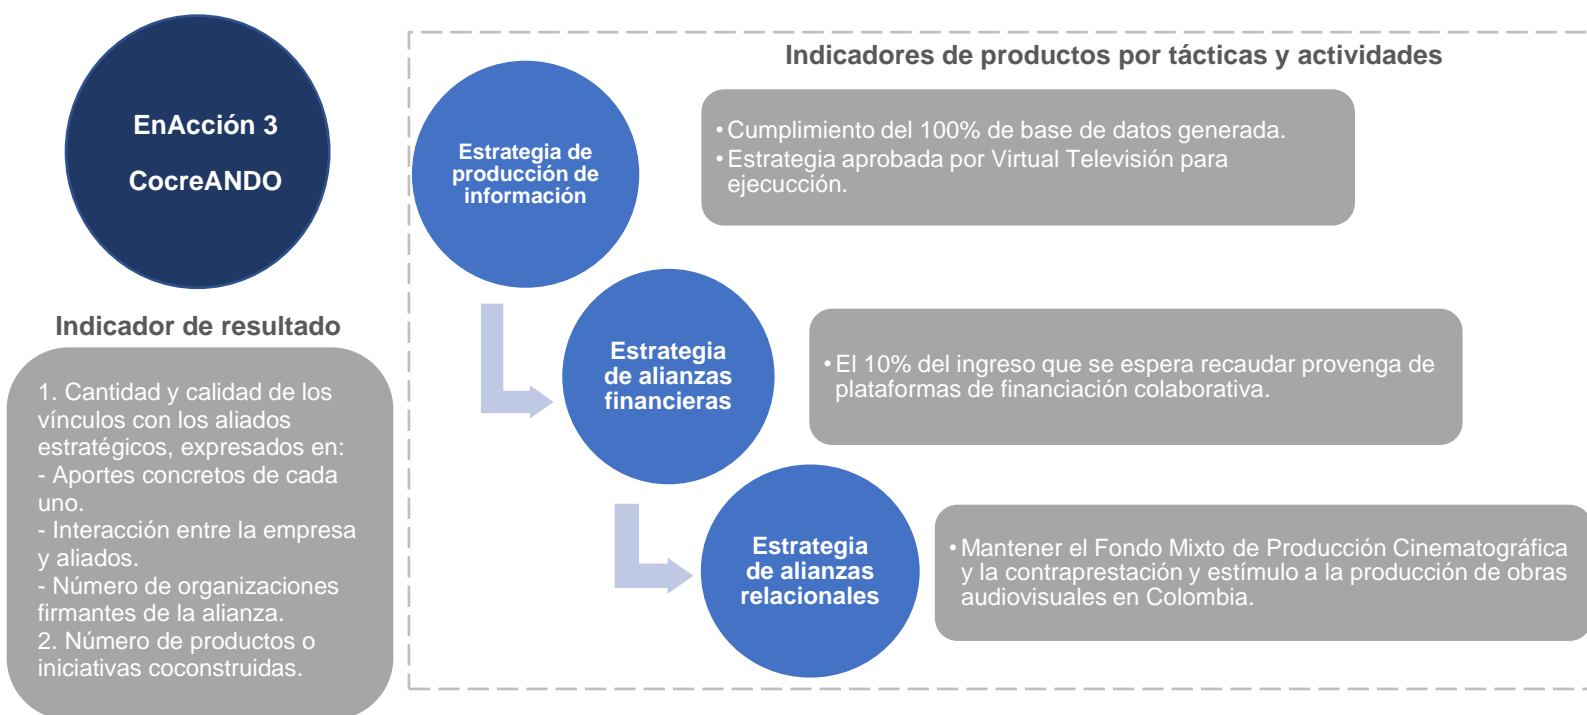 EnAcción 3
CocreANDO
Indicador de resultado
1. Cantidad y calidad de los
vínculos con los aliados
estratégicos, expresados en:
- Aportes concretos de cada
uno.
- Interacción entre la empresa
y aliados.
- Número de organizaciones
firmantes de la alianza.
2. Número de productos o
iniciativas coconstruidas.
Indicadores de productos por tácticas y actividades
Estrategia de
producción de
información
• Cumplimiento del 100% de base de datos generada.
• Estrategia aprobada por Virtual Televisión para
ejecucción.
Estrategia
de alianzas
financieras
• El 10% del ingreso que se espera recaudar provenga de
plataformas de financiación colaborativa.
Estrategia
de alianzas
relacionales
• Mantener el Fondo Mixto de Producción Cinematográfica
y la contraprestación y estímulo a la producción de obras
audiovisuales en Colombia.